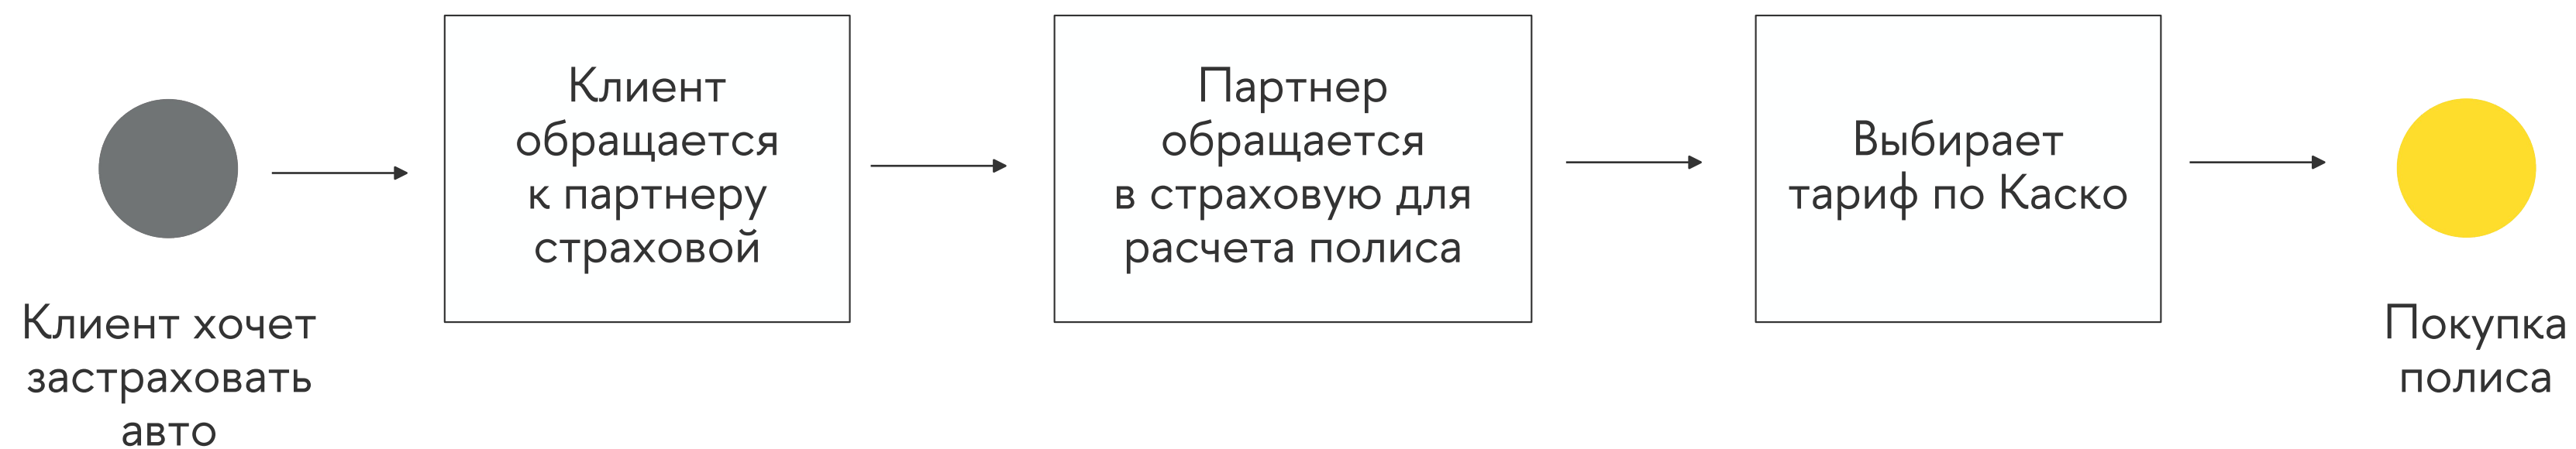 Клиент хочет
застраховать
авто
Клиент
обращается
к партнеру
страховой
Партнер
обращается
в страховую для
расчета полиса
Выбирает
тариф по Каско
Покупка
полиса